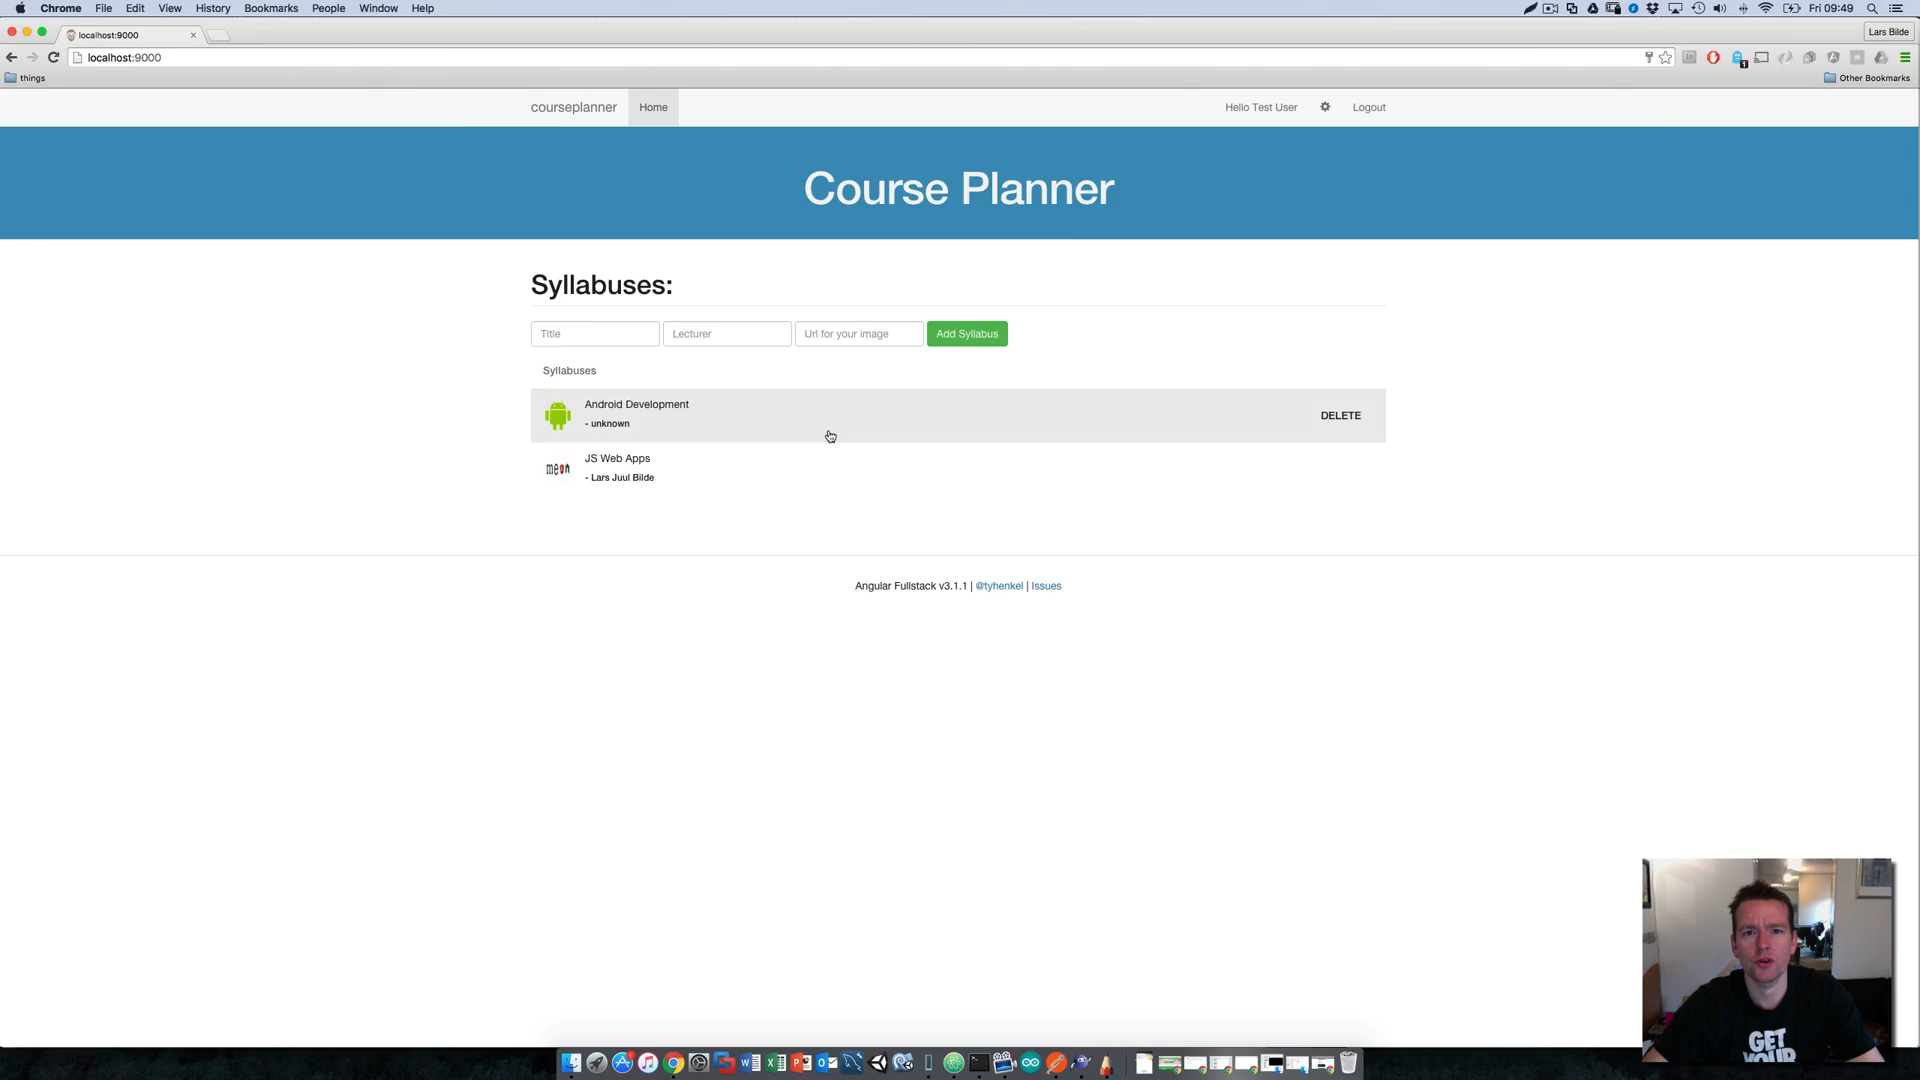 Chrome File Edit View History Bookmarks People Window Help Fri 09:49
localhost:9000 Lars Bilde
localhost:9000
things Other Bookmarks
courseplanner Home Hello Test User Logout
Course Planner
Syllabuses:
Title Lecturer Url for your image Add Syllabus
Syllabuses
Android Development
- unknown
DELETE
JS Web Apps
- Lars Juul Bilde
Angular Fullstack v3.1.1 | @tyhenkel | Issues
GET
YOUR